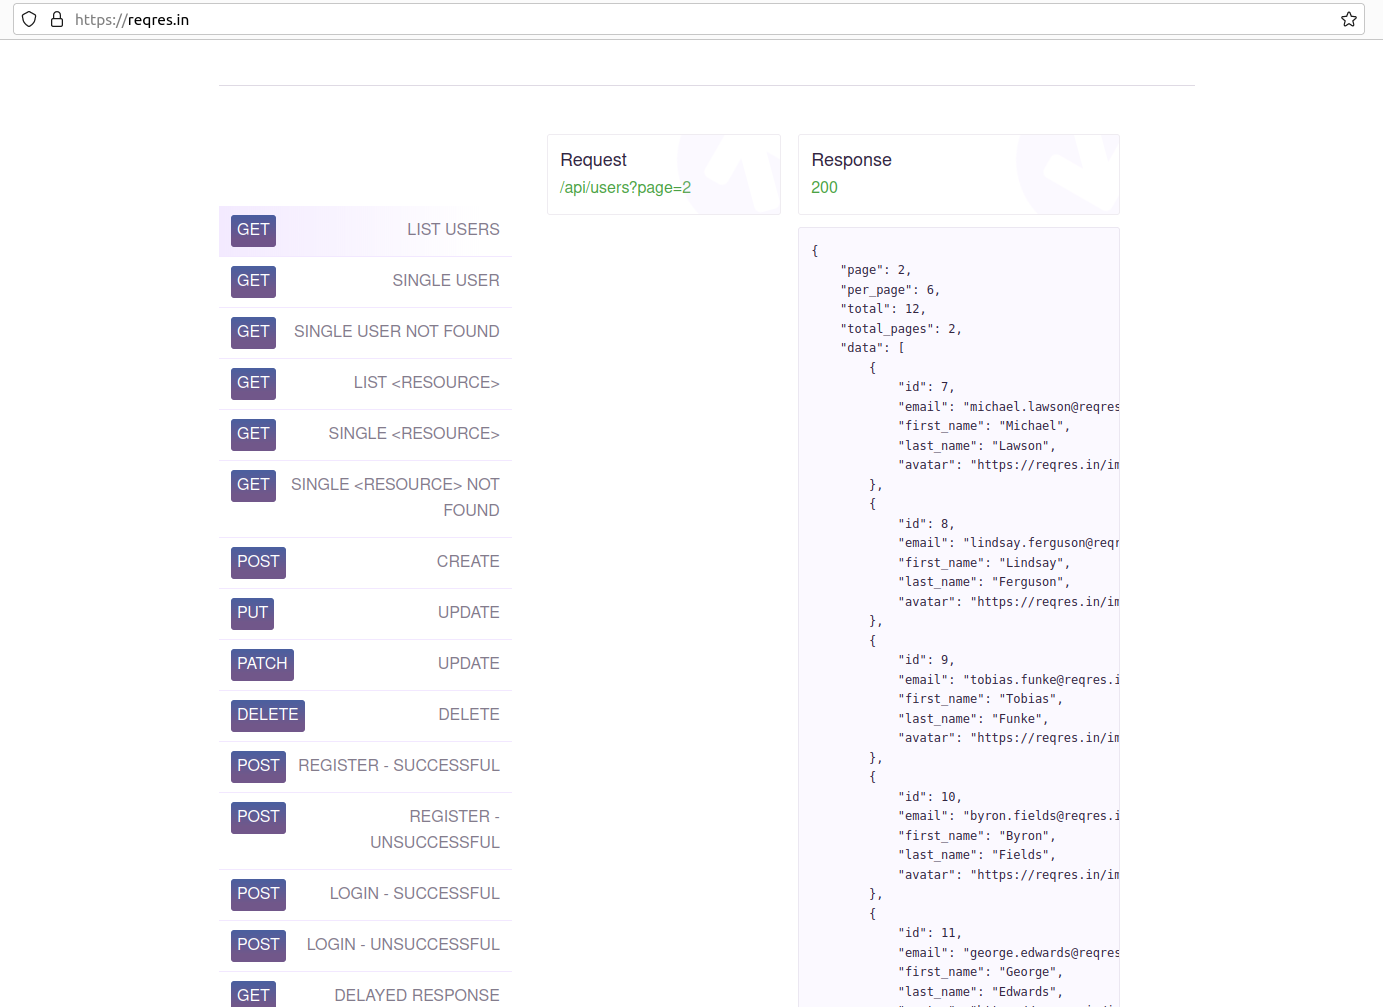 https://reqres.in
GET LIST USERS
GET SINGLE USER
GET SINGLE USER NOT FOUND
GET LIST <RESOURCE>
GET SINGLE <RESOURCE>
GET SINGLE <RESOURCE> NOT
FOUND
POST CREATE
PUT UPDATE
PATCH UPDATE
DELETE DELETE
POST REGISTER - SUCCESSFUL
POST REGISTER -
UNSUCCESSFUL
POST LOGIN - SUCCESSFUL
POST LOGIN - UNSUCCESSFUL
GET DELAYED RESPONSE
Request
/api/users?page=2
Response
200
{
"page": 2,
"per_page": 6,
"total": 12,
"total_pages": 2,
"data": [
{
"id": 7,
"email": "michael.lawson@reqres
"first_name": "Michael",
"last_name": "Lawson",
"avatar": "https://reqres.in/im
},
{
"id": 8,
"email": "lindsay.ferguson@reqr
"first_name": "Lindsay",
"last_name": "Ferguson",
"avatar": "https://reqres.in/im
},
{
"id": 9,
"email": "tobias.funke@reqres.i
"first_name": "Tobias",
"last_name": "Funke",
"avatar": "https://reqres.in/im
},
{
"id": 10,
"email": "byron.fields@reqres.i
"first_name": "Byron",
"last_name": "Fields",
"avatar": "https://reqres.in/im
},
{
"id": 11,
"email": "george.edwards@reqres
"first_name": "George",
"last_name": "Edwards",